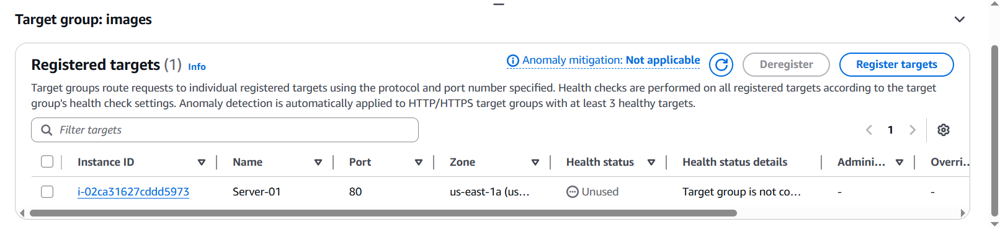 Target group: images
Registered targets (1) Info
Anomaly mitigation: Not applicable
Deregister
Register targets
Target groups route requests to individual registered targets using the protocol and port number specified. Health checks are performed on all registered targets according to the target
group's health check settings. Anomaly detection is automatically applied to HTTP/HTTPS target groups with at least 3 healthy targets.
Filter targets
1
Instance ID Name Port Zone Health status Health status details Admini... Overri...
i-02ca31627cddd5973 Server-01 80 us-east-1a (us... Unused Target group is not co... - -